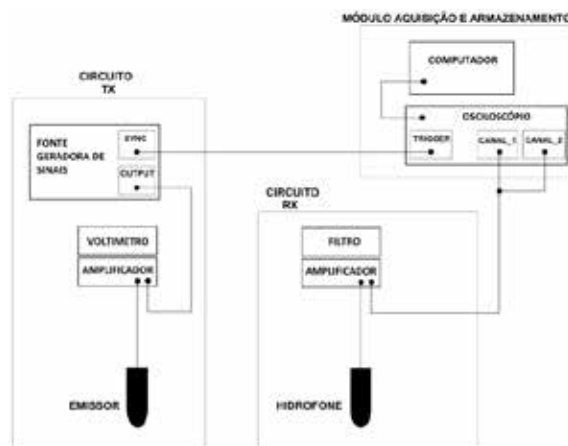 MÓDULO AQUISIÇÃO E ARMAZENAMENTO
COMPUTADOR
OSCILOSCÓPIO
TRIGGER
CANAL_1
CANAL_2
CIRCUITO
TX
FONTE
GERADORA DE
SINAIS
SYNC
OUTPUT
VOLTIMETRO
AMPLIFICADOR
EMISSOR
CIRCUITO
RX
FILTRO
AMPLIFICADOR
HIDROFONE